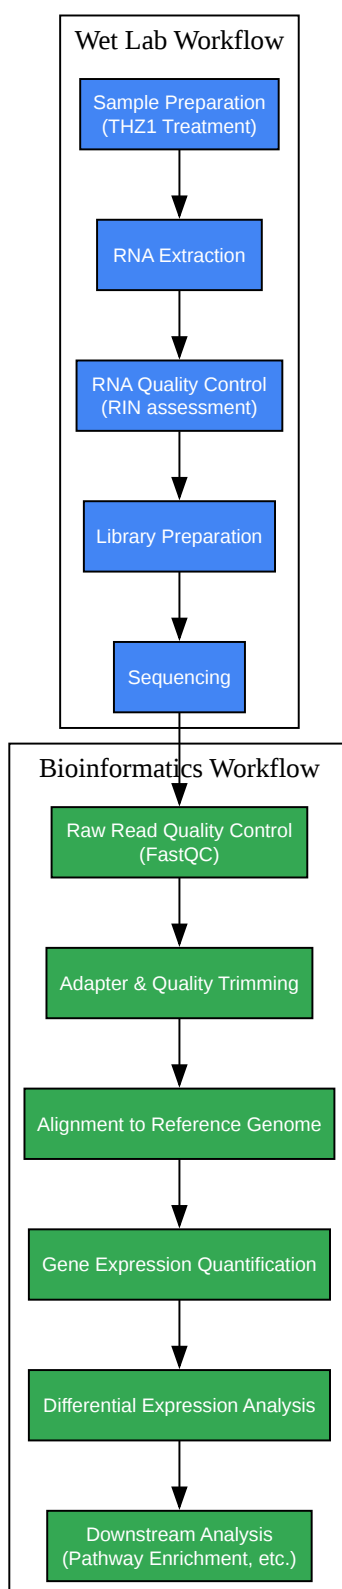 Wet Lab Workflow
Sample Preparation
(THZ1 Treatment)
RNA Extraction
RNA Quality Control
(RIN assessment)
Library Preparation
Sequencing
Bioinformatics Workflow
Raw Read Quality Control
(FastQC)
Adapter & Quality Trimming
Alignment to Reference Genome
Gene Expression Quantification
Differential Expression Analysis
Downstream Analysis
(Pathway Enrichment, etc.)